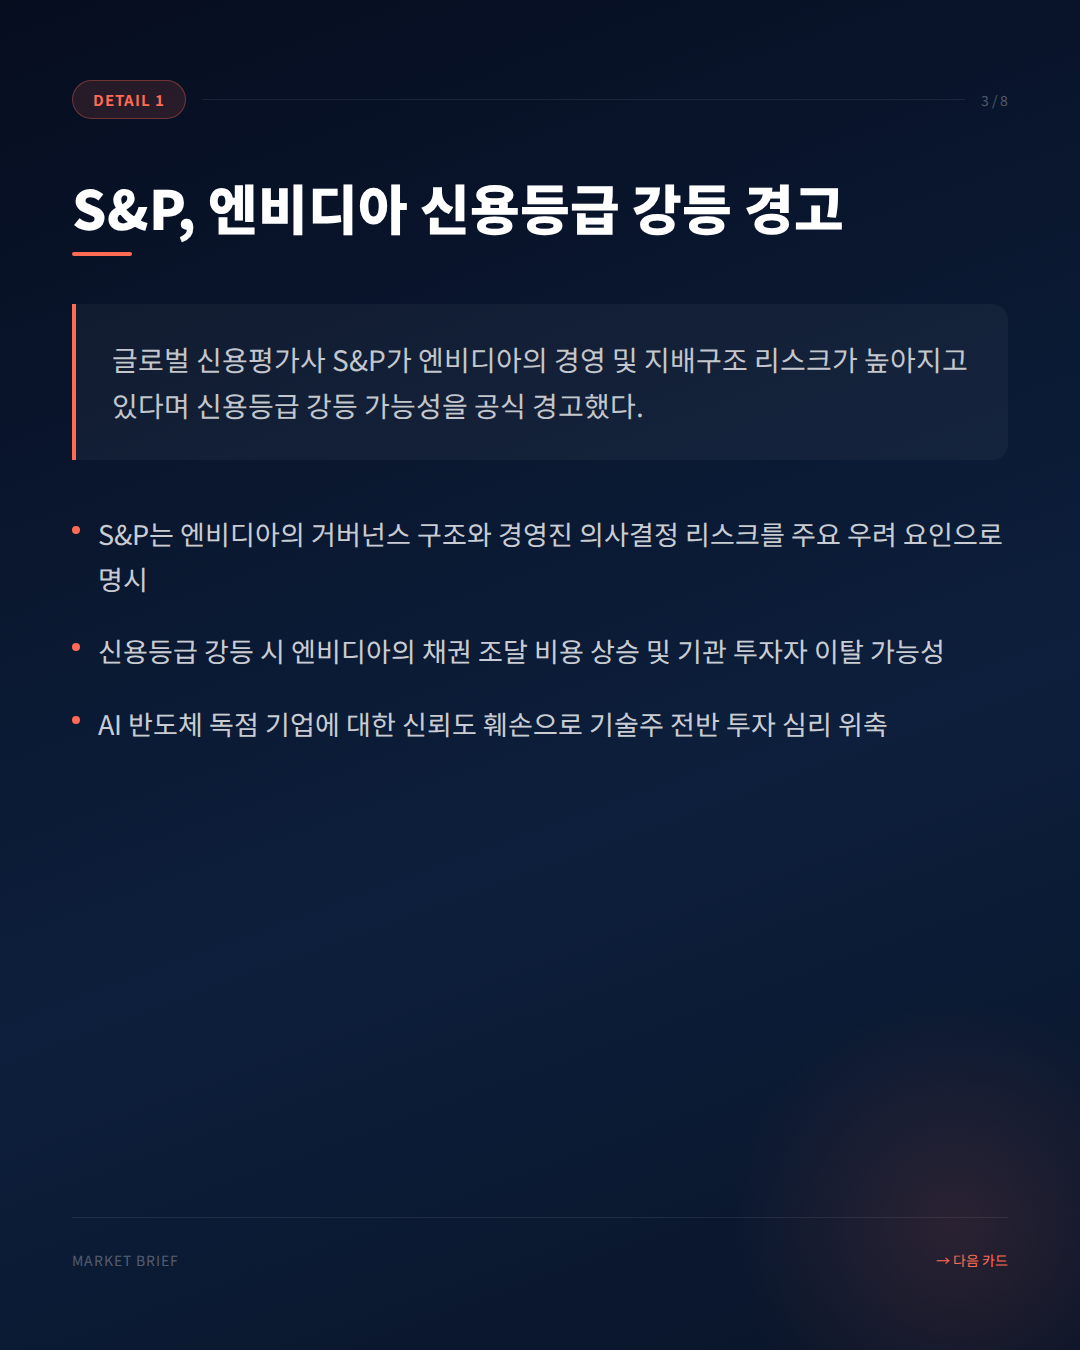 DETAIL 1
3 / 8
S&P, 엔비디아 신용등급 강등 경고
글로벌 신용평가사 S&P가 엔비디아의 경영 및 지배구조 리스크가 높아지고
있다며 신용등급 강등 가능성을 공식 경고했다.
• S&P는 엔비디아의 거버넌스 구조와 경영진 의사결정 리스크를 주요 우려 요인으로
명시
• 신용등급 강등 시 엔비디아의 채권 조달 비용 상승 및 기관 투자자 이탈 가능성
• AI 반도체 독점 기업에 대한 신뢰도 훼손으로 기술주 전반 투자 심리 위축
MARKET BRIEF
→ 다음 카드